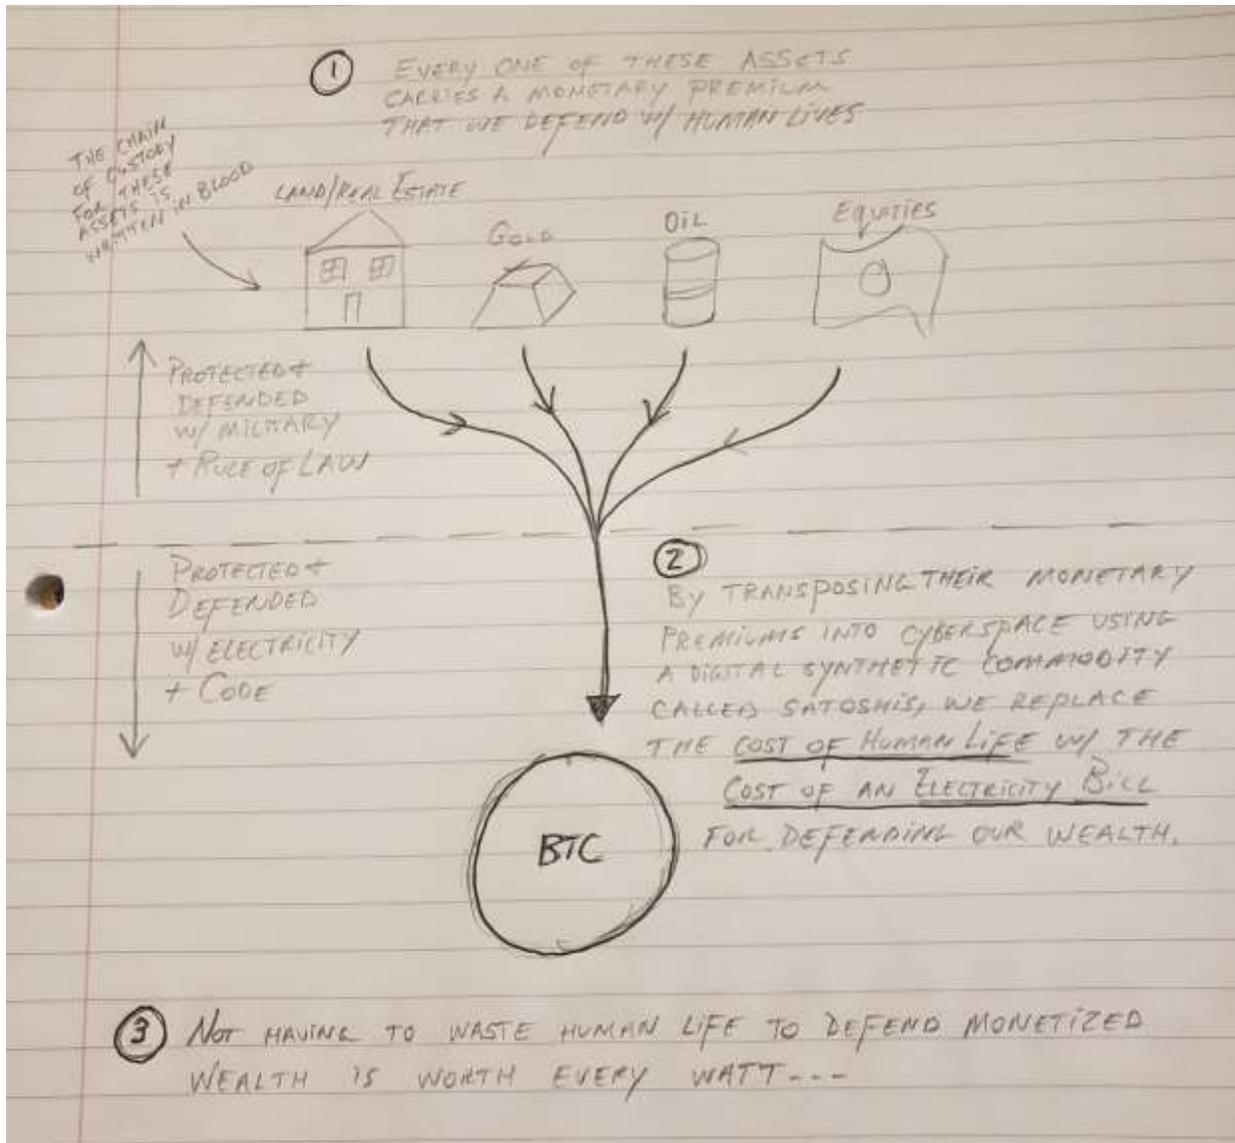 1 EVERY ONE OF THESE ASSETS
CARRIES A MONETARY PREMIUM
THAT WE DEFEND W/ HUMAN LIVES
THE CHAIN
OF CUSTODY
FOR THESE
ASSETS IS
WRITTEN IN BLOOD
LAND/REAL ESTATE
GOLD
OIL
Equities
PROTECTED +
DEFENDED
W/ MILITARY
+ RULE OF LAW
PROTECTED +
DEFENDED
W/ ELECTRICITY
+ CODE
2
BY TRANSPOSING THEIR MONETARY
PREMIUMS INTO CYBERSPACE USING
A DIGITAL SYNTHETIC COMMODITY
CALLED SATOSHIS, WE REPLACE
THE COST OF HUMAN LIFE W/ THE
COST OF AN ELECTRICITY BILL
FOR DEFENDING OUR WEALTH.
BTC
3 NOT HAVING TO WASTE HUMAN LIFE TO DEFEND MONETIZED
WEALTH IS WORTH EVERY WATT---